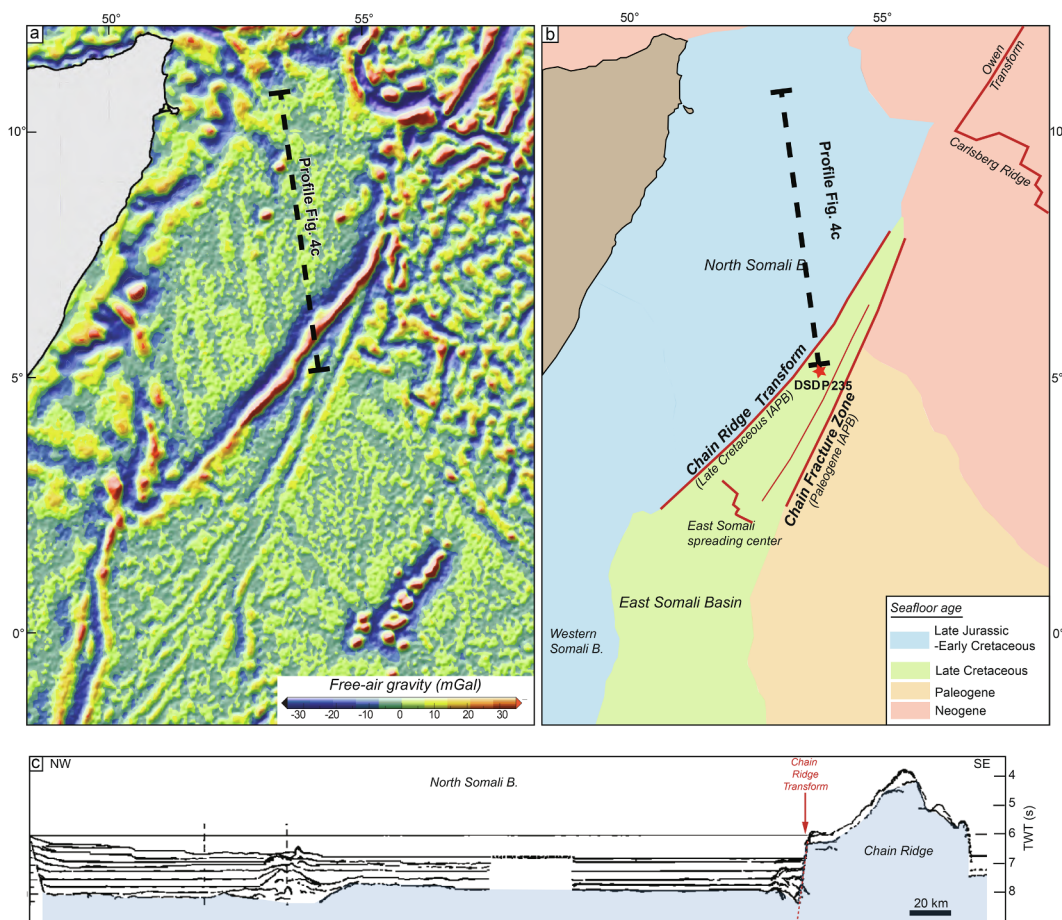 50°
55°
a
10°
5°
0°
Profile Fig. 4c
Free-air gravity (mGal)
-30 -20 -10 0 10 20 30
50°
55°
b
Owen
Transform
10°
Carlsberg Ridge
Profile Fig. 4c
North Somali B.
5°
DSDP 235
Chain Ridge Transform
(Late Cretaceous IAPB)
Chain Fracture Zone
(Paleogene IAPB)
East Somali
spreading center
East Somali Basin
Western
Somali B.
0°
Seafloor age
Late Jurassic
-Early Cretaceous
Late Cretaceous
Paleogene
Neogene
c NW
North Somali B.
Chain
Ridge
Transform
SE
4
5
6
7
8
TWT (s)
Chain Ridge
20 km